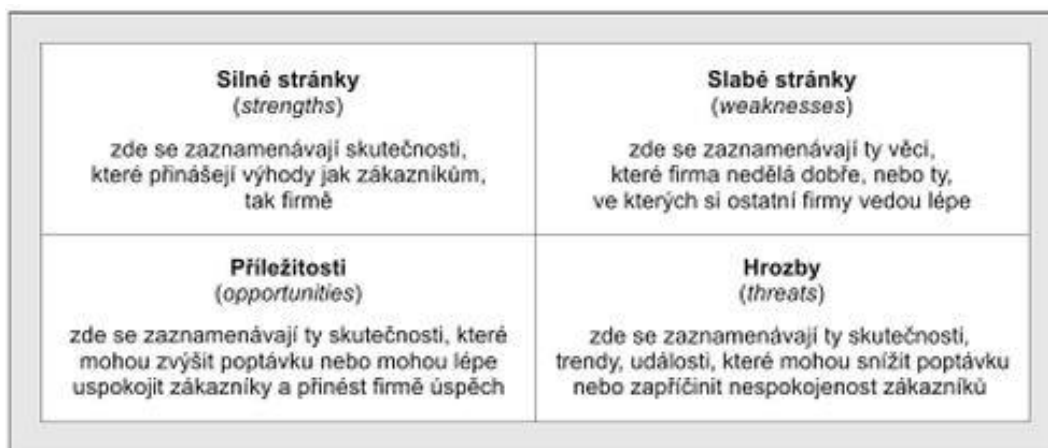 Silné stránky
(strengths)
zde se zaznamenávají skutečnosti,
které přinášejí výhody jak zákazníkům,
tak firmě
Slabé stránky
(weaknesses)
zde se zaznamenávají ty věci,
které firma nedělá dobře, nebo ty,
ve kterých si ostatní firmy vedou lépe
Příležitosti
(opportunities)
zde se zaznamenávají ty skutečnosti, které
mohou zvýšit poptávku nebo mohou lépe
uspokojit zákazníky a přinést firmě úspěch
Hrozby
(threats)
zde se zaznamenávají ty skutečnosti,
trendy, události, které mohou snížit poptávku
nebo zapříčinit nespokojenost zákazníků